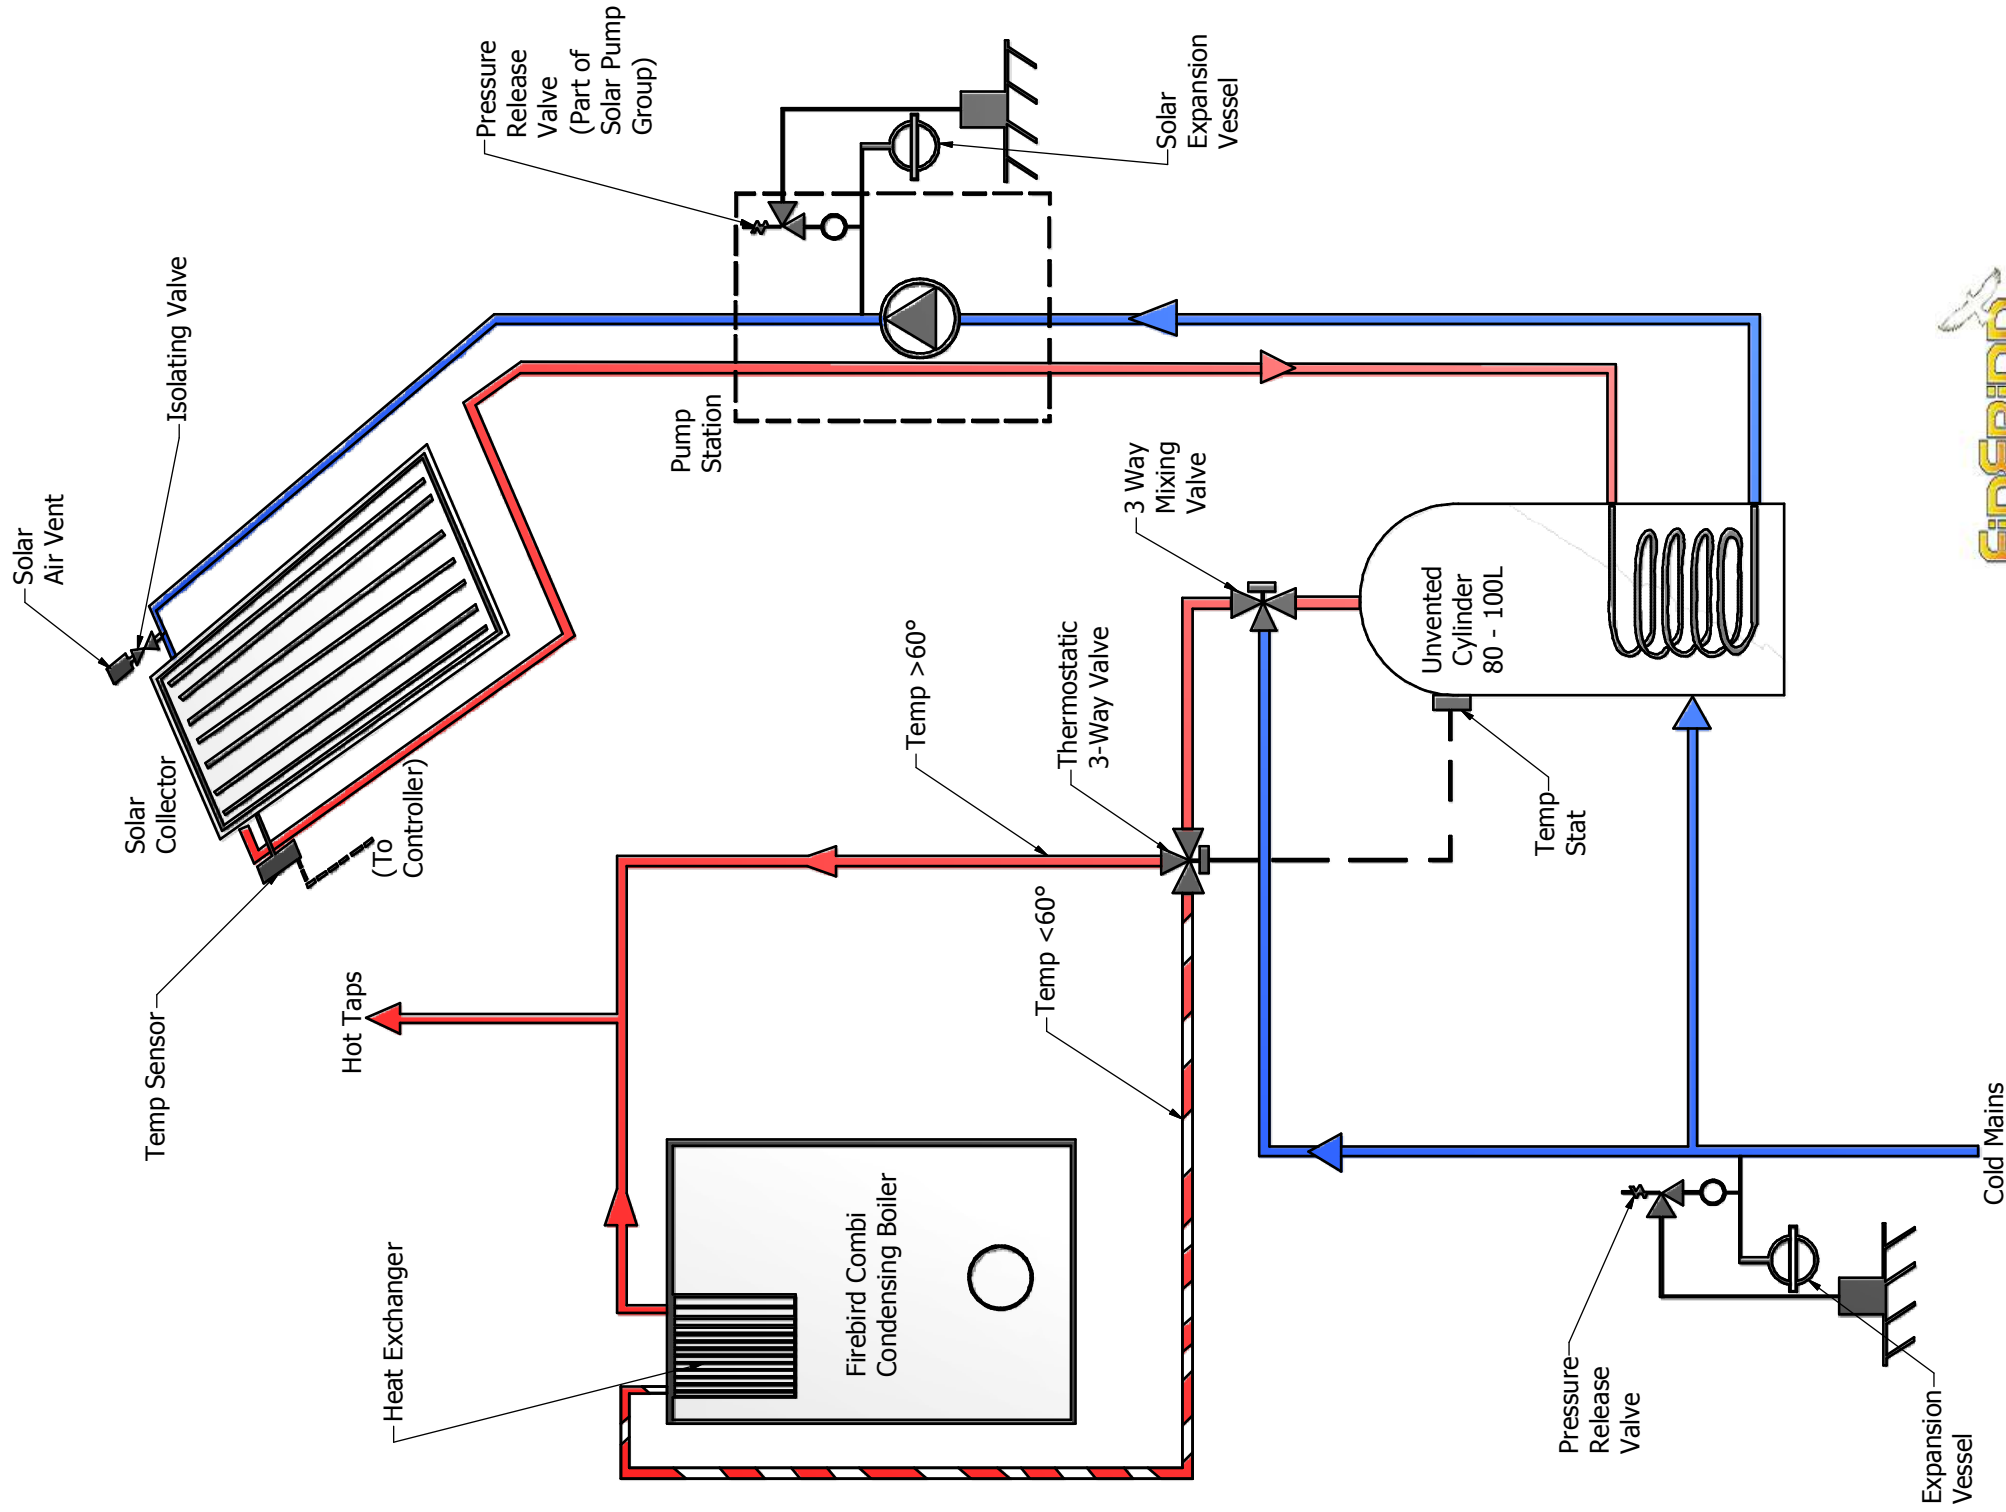 Solar
Air Vent
Isolating Valve
Pressure
Release
Valve
(Part of
Solar Pump
Group)
Solar
Expansion
Vessel
Pump
Station
Solar
Collector
(To
Controller)
Temp Sensor
Hot Taps
Temp >60°
Thermostatic
3-Way Valve
3 Way
Mixing
Valve
Unvented
Cylinder
80 - 100L
Temp
Stat
Temp <60°
Heat Exchanger
Firebird Combi
Condensing Boiler
Pressure
Release
Valve
Expansion
Vessel
Cold Mains